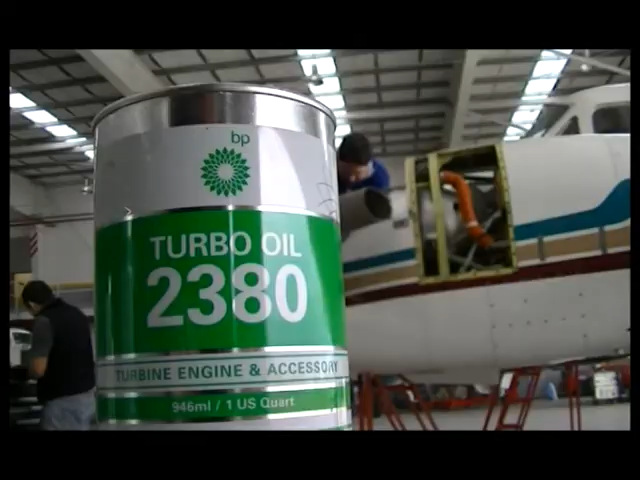 bp
TURBO OIL
2380
TURBINE ENGINE & ACCESSORY
946ml / 1 US Quart